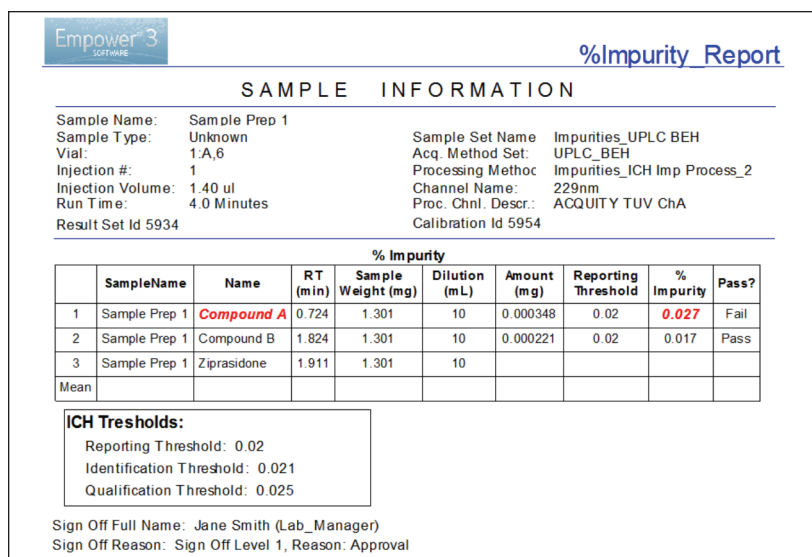 Empower 3
SOFTWARE
%Impurity_Report
SAMPLE INFORMATION
Sample Name: Sample Prep 1
Sample Type: Unknown Sample Set Name Impurities_UPLC BEH
Vial: 1:A,6 Acq. Method Set: UPLC_BEH
Injection #: 1 Processing Methoc Impurities_ICH Imp Process_2
Injection Volume: 1.40 ul Channel Name: 229nm
Run Time: 4.0 Minutes Proc. Chnl. Descr.: ACQUITY TUV ChA
Result Set Id 5934 Calibration Id 5954
% Impurity
SampleName Name RT (min) Sample Weight (mg) Dilution (mL) Amount (mg) Reporting Threshold % Impurity Pass?
1 Sample Prep 1 Compound A 0.724 1.301 10 0.000348 0.02 0.027 Fail
2 Sample Prep 1 Compound B 1.824 1.301 10 0.000221 0.02 0.017 Pass
3 Sample Prep 1 Ziprasidone 1.911 1.301 10
Mean
ICH Tresholds:
Reporting Threshold: 0.02
Identification Threshold: 0.021
Qualification Threshold: 0.025
Sign Off Full Name: Jane Smith (Lab_Manager)
Sign Off Reason: Sign Off Level 1, Reason: Approval